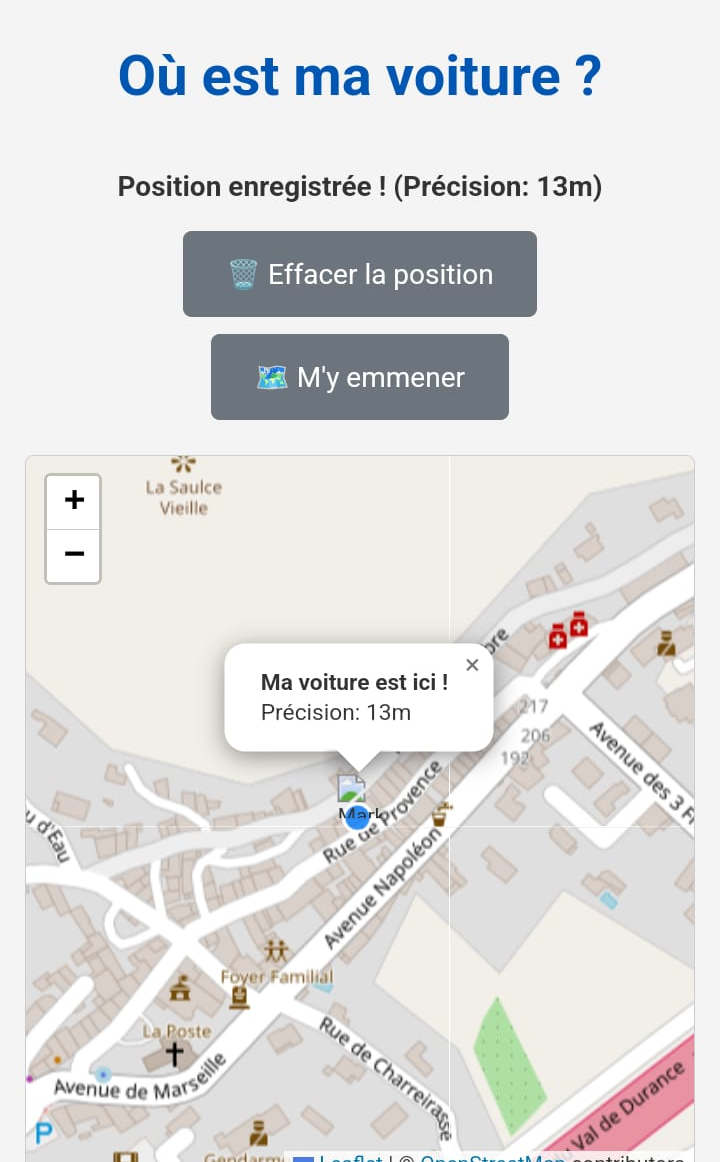 Où est ma voiture ?
Position enregistrée ! (Précision: 13m)
Effacer la position
M'y emmener
+
−
La Saulce
Vieille
Ma voiture est ici !
×
Précision: 13m
217
206
192
Avenue des 3 F
u d'Eau
Mark
Rue de Provence
Avenue Napoléon
Foyer Familial
La Poste
Rue de Charreirasse
Avenue de Marseille
Val de Durance
P
Gendarm
Leaflet | © OpenStreetMap contributors